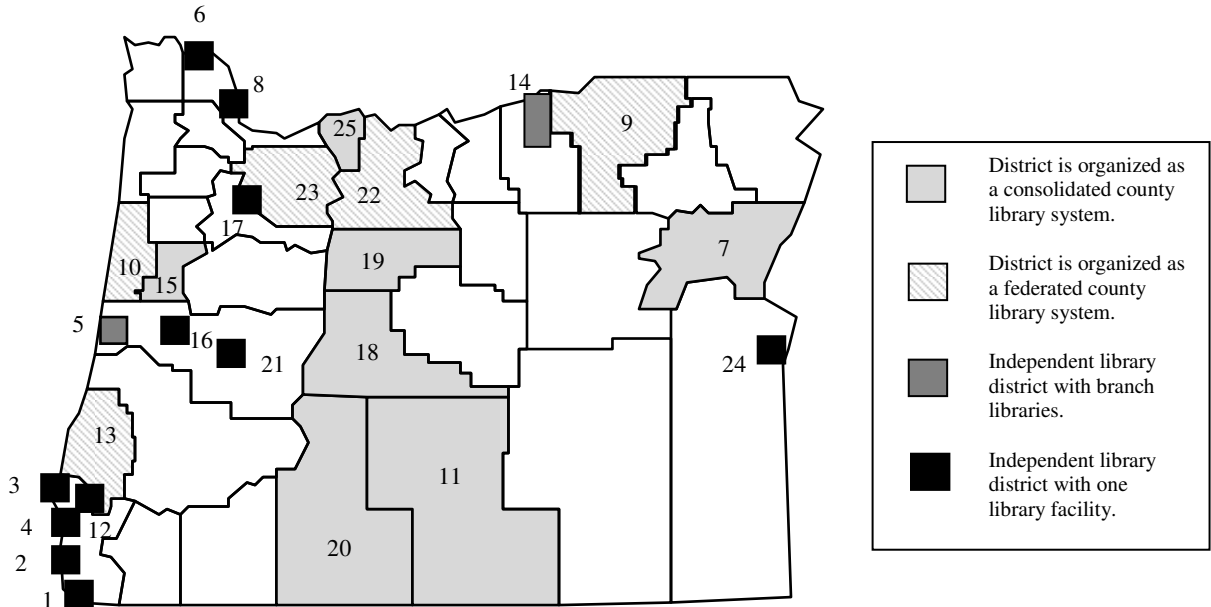 6
8
14
9
25
23
22
17
7
10
19
15
5
16
18
21
24
13
3
11
12
4
20
2
1
District is organized as
a consolidated county
library system.
District is organized as
a federated county
library system.
Independent library
district with branch
libraries.
Independent library
district with one
library facility.